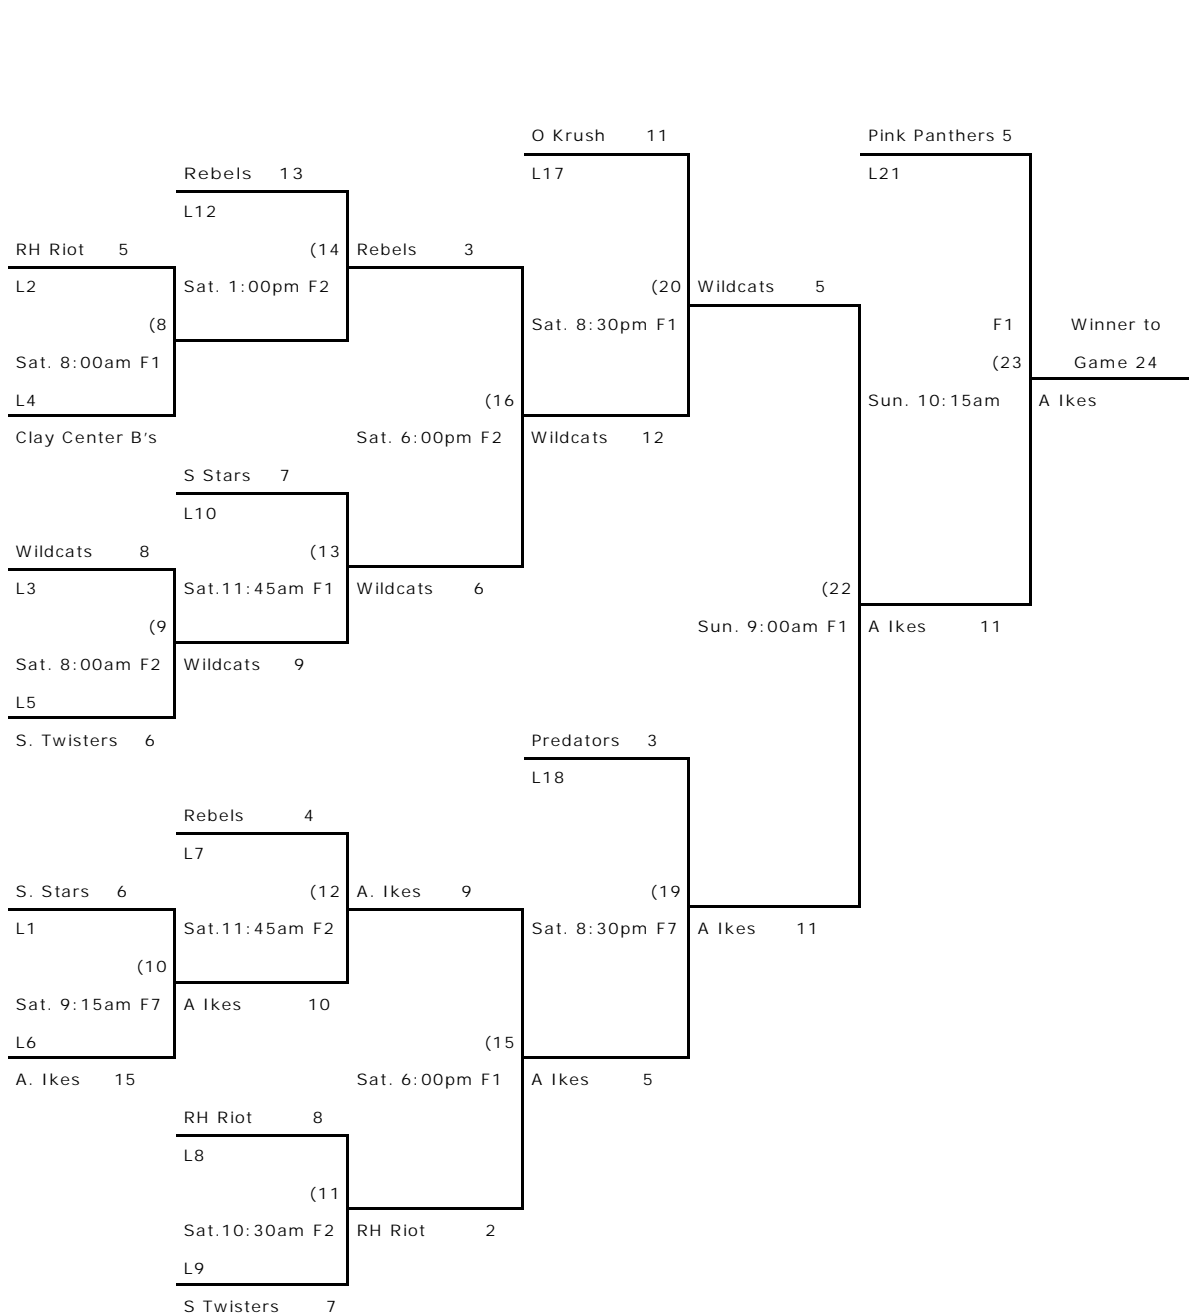 O Krush 11
Pink Panthers 5
Rebels 13
L17
L21
L12
RH Riot 5
(14
Rebels 3
L2
Sat. 1:00pm F2
(20
Wildcats 5
(8
Sat. 8:30pm F1
F1
Winner to
Sat. 8:00am F1
(23
Game 24
L4
(16
Sun. 10:15am
A Ikes
Clay Center B's
Sat. 6:00pm F2
Wildcats 12
S Stars 7
L10
Wildcats 8
(13
L3
Sat.11:45am F1
Wildcats 6
(22
(9
Sun. 9:00am F1
A Ikes 11
Sat. 8:00am F2
Wildcats 9
L5
S. Twisters 6
Predators 3
L18
Rebels 4
L7
S. Stars 6
(12
A. Ikes 9
(19
L1
Sat.11:45am F2
Sat. 8:30pm F7
A Ikes 11
(10
Sat. 9:15am F7
A Ikes 10
L6
(15
A. Ikes 15
Sat. 6:00pm F1
A Ikes 5
RH Riot 8
L8
(11
Sat.10:30am F2
RH Riot 2
L9
S Twisters 7